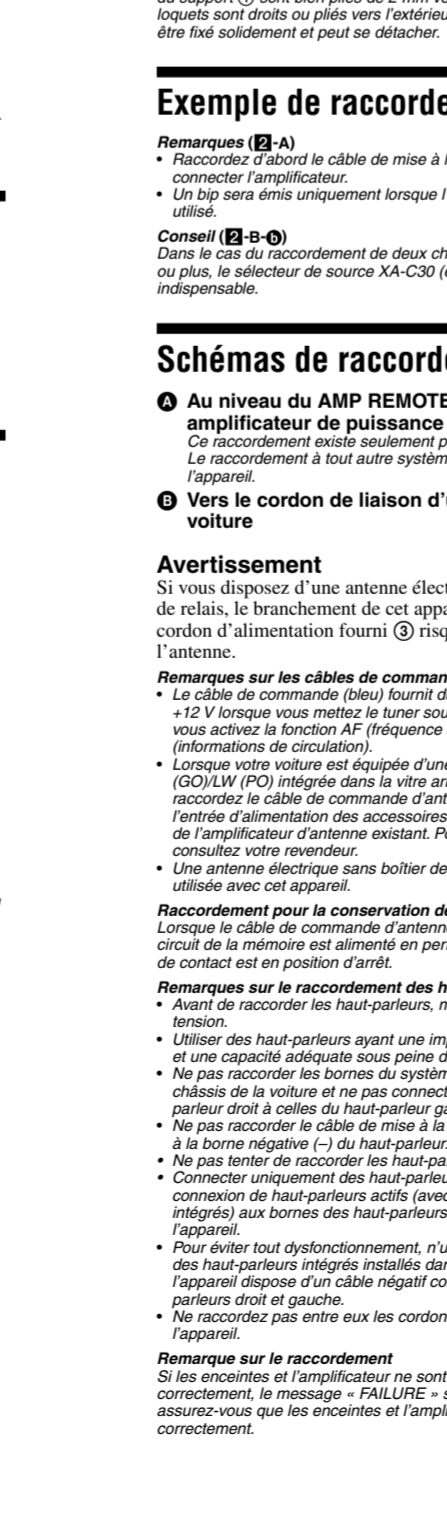 du support ① sont bien pliés de 2 mm
loquets sont droits ou pliés vers l'extérieu
être fixé solidement et peut se détacher.
Exemple de raccorde
Remarques (2-A)
• Raccordez d'abord le câble de mise à
connecter l'amplificateur.
• Un bip sera émis uniquement lorsque l'
utilisé.
Conseil (2-B-❻)
Dans le cas du raccordement de deux ch
ou plus, le sélecteur de source XA-C30 (
indispensable.
Schémas de raccord
Ⓐ Au niveau du AMP REMOTE
amplificateur de puissance
Ce raccordement existe seulement p
Le raccordement à tout autre systèm
l'appareil.
Ⓑ Vers le cordon de liaison d'
voiture
Avertissement
Si vous disposez d'une antenne élect
de relais, le branchement de cet appa
cordon d'alimentation fourni ③ risq
l'antenne.
Remarques sur les câbles de comman
• Le câble de commande (bleu) fournit d
+12 V lorsque vous mettez le tuner sou
vous activez la fonction AF (fréquence
(informations de circulation).
• Lorsque votre voiture est équipée d'une
(GO)/LW (PO) intégrée dans la vitre arr
raccordez le câble de commande d'ant
l'entrée d'alimentation des accessoires
de l'amplificateur d'antenne existant. Po
consultez votre revendeur.
• Une antenne électrique sans boîtier de
utilisée avec cet appareil.
Raccordement pour la conservation de
Lorsque le câble de commande d'antenne
circuit de la mémoire est alimenté en per
de contact est en position d'arrêt.
Remarques sur le raccordement des h
• Avant de raccorder les haut-parleurs, m
tension.
• Utiliser des haut-parleurs ayant une imp
et une capacité adéquate sous peine d
• Ne pas raccorder les bornes du systèm
châssis de la voiture et ne pas connect
parleur droit à celles du haut-parleur ga
• Ne pas raccorder le câble de mise à la
à la borne négative (–) du haut-parleur.
• Ne pas tenter de raccorder les haut-par
• Connecter uniquement des haut-parleu
connexion de haut-parleurs actifs (avec
intégrés) aux bornes des haut-parleurs
l'appareil.
• Pour éviter tout dysfonctionnement, n'u
des haut-parleurs intégrés installés dan
l'appareil dispose d'un câble négatif co
parleurs droit et gauche.
• Ne raccordez pas entre eux les cordon
l'appareil.
Remarque sur le raccordement
Si les enceintes et l'amplificateur ne sont
correctement, le message « FAILURE » s
assurez-vous que les enceintes et l'ampli
correctement.